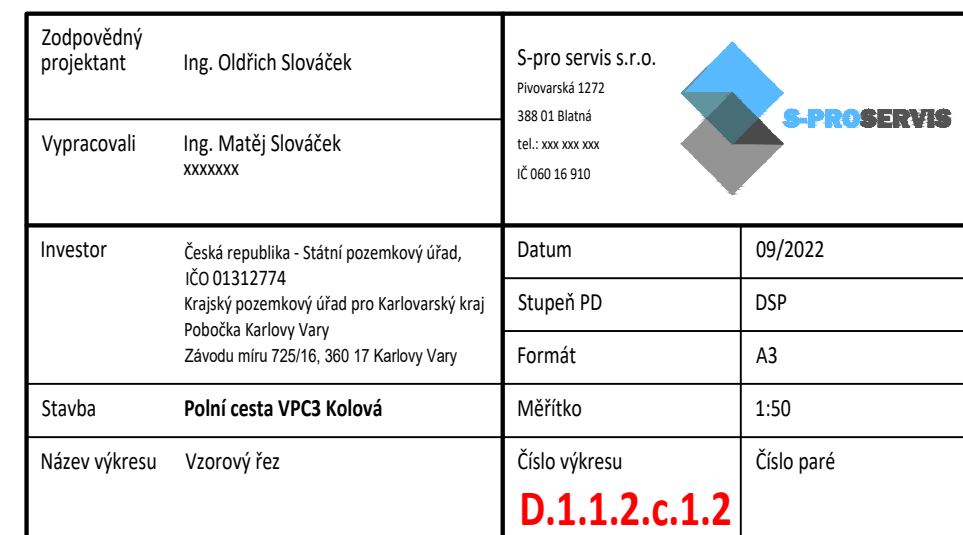 Zodpovědný
projektant
Ing. Oldřich Slováček
Vypracovali
Ing. Matěj Slováček
xxxxxxx
S-pro servis s.r.o.
Pivovarská 1272
388 01 Blatná
tel.: xxx xxx xxx
IČ 060 16 910
S-PROSERVIS
Investor
Česká republika - Státní pozemkový úřad,
IČO 01312774
Krajský pozemkový úřad pro Karlovarský kraj
Pobočka Karlovy Vary
Závodu míru 725/16, 360 17 Karlovy Vary
Datum
09/2022
Stupeň PD
DSP
Formát
A3
Stavba
Polní cesta VPC3 Kolová
Měřítko
1:50
Název výkresu
Vzorový řez
Číslo výkresu
D.1.1.2.c.1.2
Číslo paré